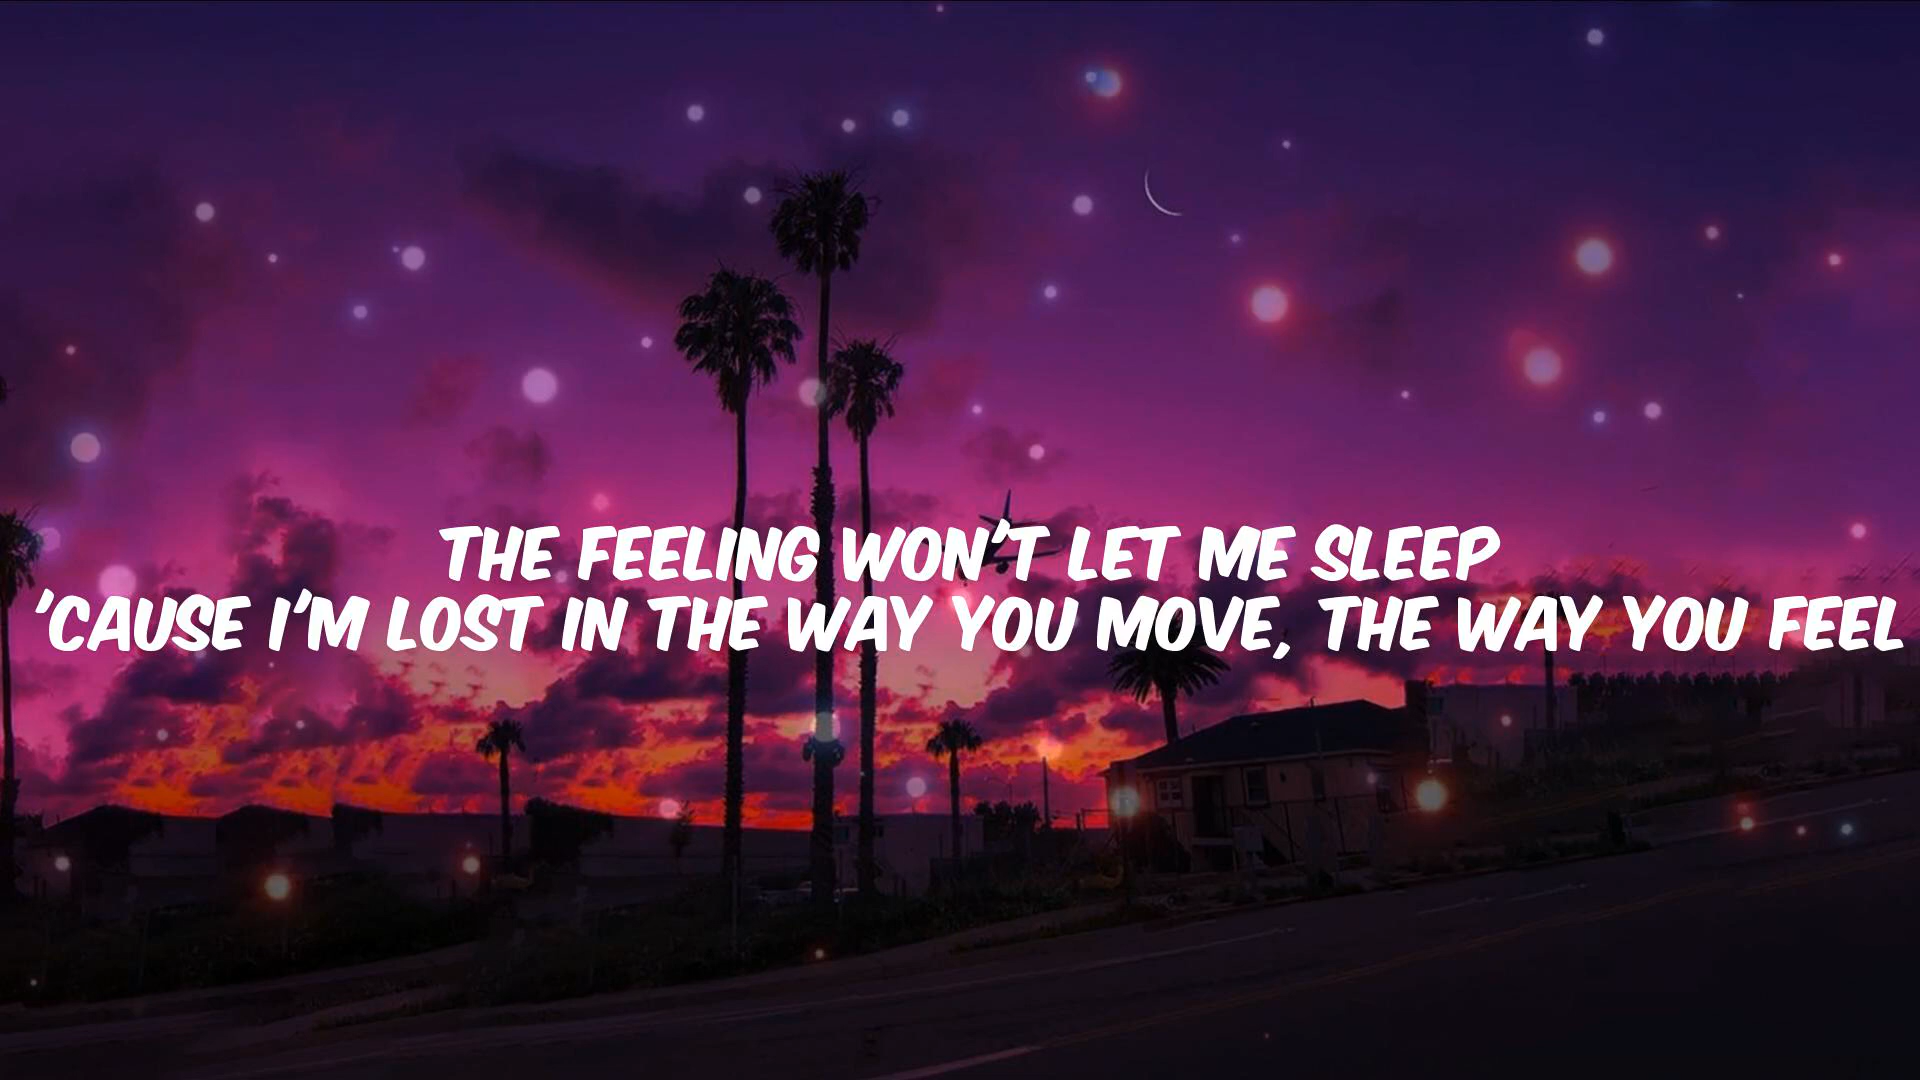 THE FEELING WON'T LET ME SLEEP
'CAUSE I'M LOST IN THE WAY YOU MOVE, THE WAY YOU FEEL